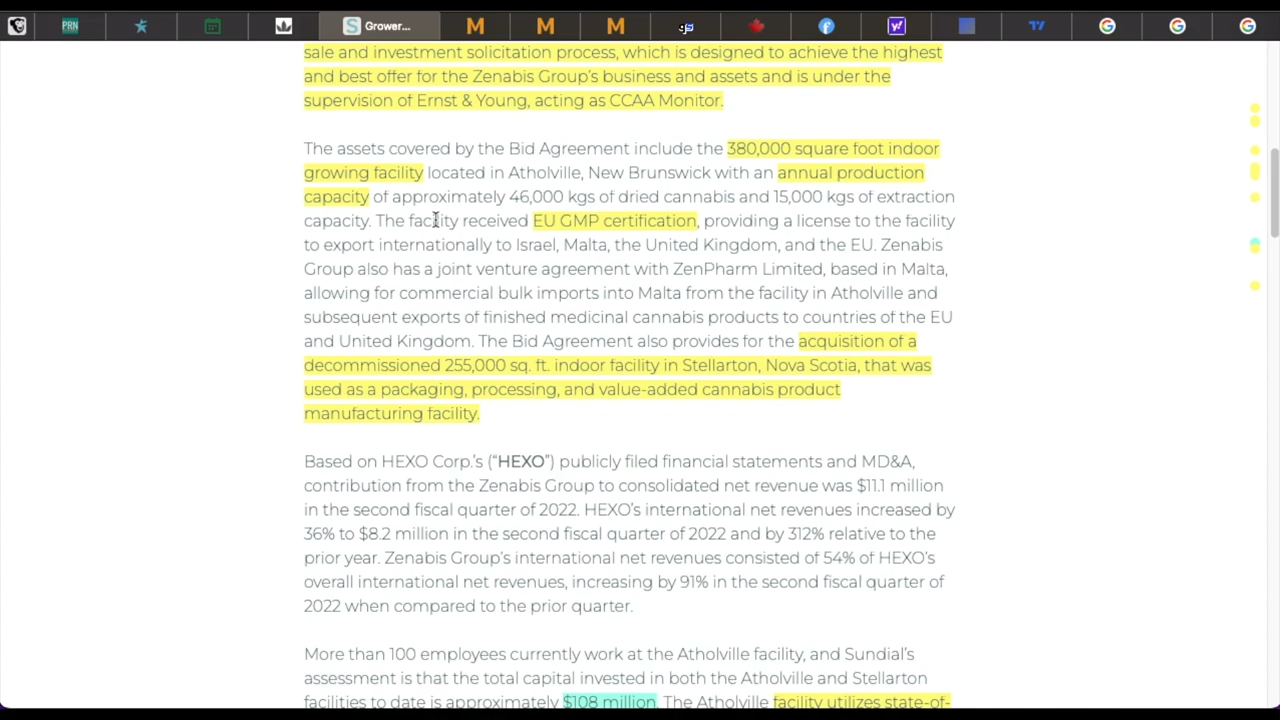 PRN
S Grower...
M
M
M
gs
sale and investment solicitation process, which is designed to achieve the highest
and best offer for the Zenabis Group's business and assets and is under the
supervision of Ernst & Young, acting as CCAA Monitor.
The assets covered by the Bid Agreement include the 380,000 square foot indoor
growing facility located in Atholville, New Brunswick with an annual production
capacity of approximately 46,000 kgs of dried cannabis and 15,000 kgs of extraction
capacity. The facility received EU GMP certification, providing a license to the facility
to export internationally to Israel, Malta, the United Kingdom, and the EU. Zenabis
Group also has a joint venture agreement with ZenPharm Limited, based in Malta,
allowing for commercial bulk imports into Malta from the facility in Atholville and
subsequent exports of finished medicinal cannabis products to countries of the EU
and United Kingdom. The Bid Agreement also provides for the acquisition of a
decommissioned 255,000 sq. ft. indoor facility in Stellarton, Nova Scotia, that was
used as a packaging, processing, and value-added cannabis product
manufacturing facility.
Based on HEXO Corp.'s (“HEXO”) publicly filed financial statements and MD&A,
contribution from the Zenabis Group to consolidated net revenue was $11.1 million
in the second fiscal quarter of 2022. HEXO's international net revenues increased by
36% to $8.2 million in the second fiscal quarter of 2022 and by 312% relative to the
prior year. Zenabis Group's international net revenues consisted of 54% of HEXO's
overall international net revenues, increasing by 91% in the second fiscal quarter of
2022 when compared to the prior quarter.
More than 100 employees currently work at the Atholville facility, and Sundial's
assessment is that the total capital invested in both the Atholville and Stellarton
facilities to date is approximately $108 million. The Atholville facility utilizes state-of-